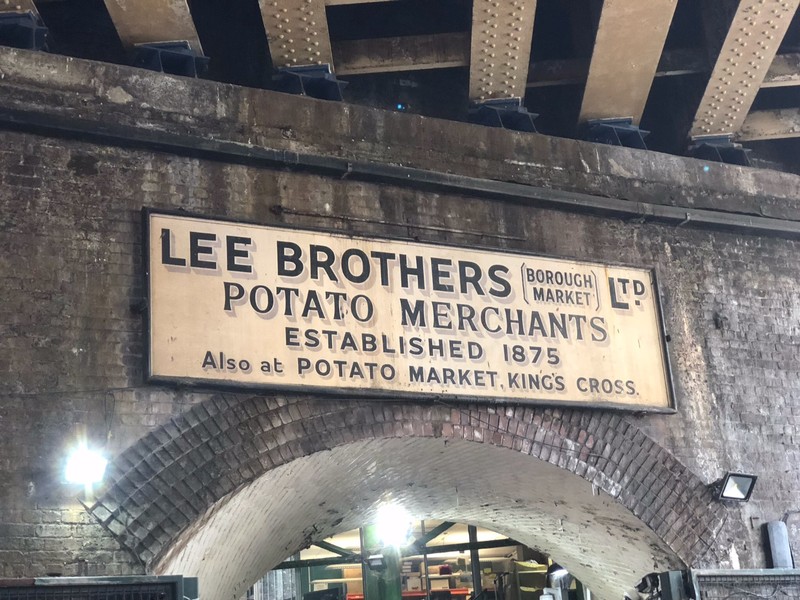 LEE BROTHERS (BOROUGH MARKET) LTD
POTATO MERCHANTS
ESTABLISHED 1875
Also at POTATO MARKET, KING'S CROSS.